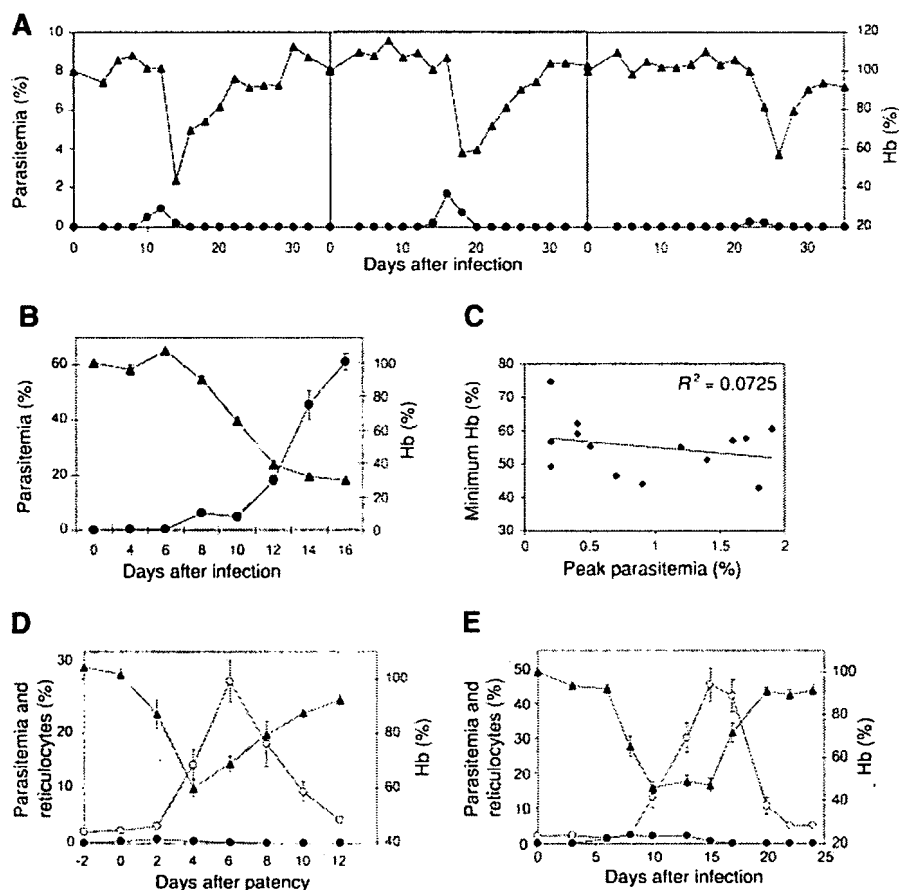 A
Parasitemia (%)
10
8
6
4
2
0
120
100
80
60
40
20
Hb (%)
0 10 20 30 0 10 20 30 0 10 20 30
Days after infection
B
Parasitemia (%)
60
40
20
0
100
80
60
40
20
0
Hb (%)
0 4 6 8 10 12 14 16
Days after infection
C
Minimum Hb (%)
80
70
60
50
40
30
R² = 0.0725
0 0.5 1 1.5 2
Peak parasitemia (%)
D
Parasitemia and
reticulocytes (%)
30
20
10
0
100
80
60
40
Hb (%)
-2 0 2 4 6 8 10 12
Days after patency
E
Parasitemia and
reticulocytes (%)
50
40
30
20
10
0
100
80
60
40
20
Hb (%)
0 5 10 15 20 25
Days after infection